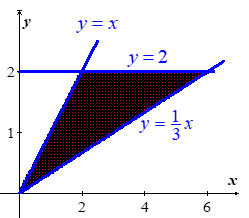 y
y = x
y = 2
2
y = 1/3 x
1
x
2 4 6